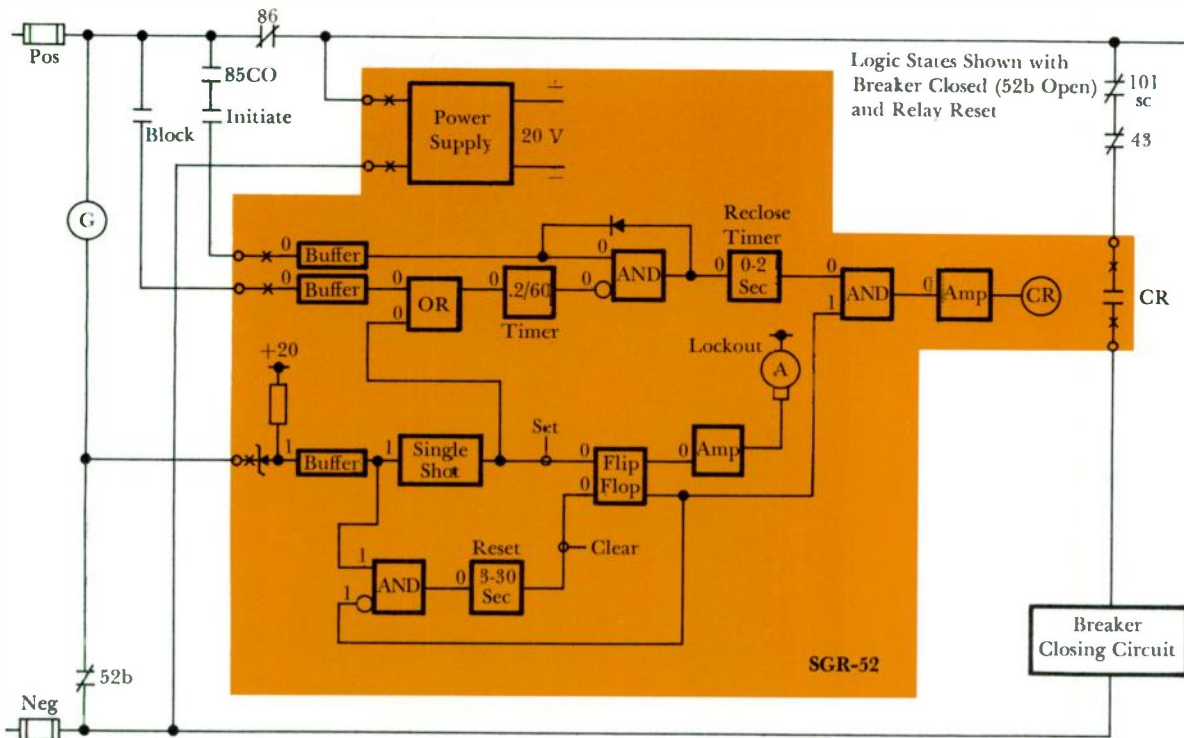 86
Pos
85CO
Initiate
Block
Logic States Shown with
Breaker Closed (52b Open)
and Relay Reset
101
sc
43
+
Power
Supply
20 V
−
G
0
Buffer
0
Buffer
0
0
OR
0
.2/60
Timer
0
0
AND
Reclose
Timer
0
0-2
Sec
0
1
AND
0
Amp
CR
CR
+20
Lockout
A
1
Buffer
1
Single
Shot
Set
0
0
Flip
Flop
0
Amp
Clear
Reset
1
1
AND
0
3-30
Sec
SGR-52
Breaker
Closing Circuit
52b
Neg